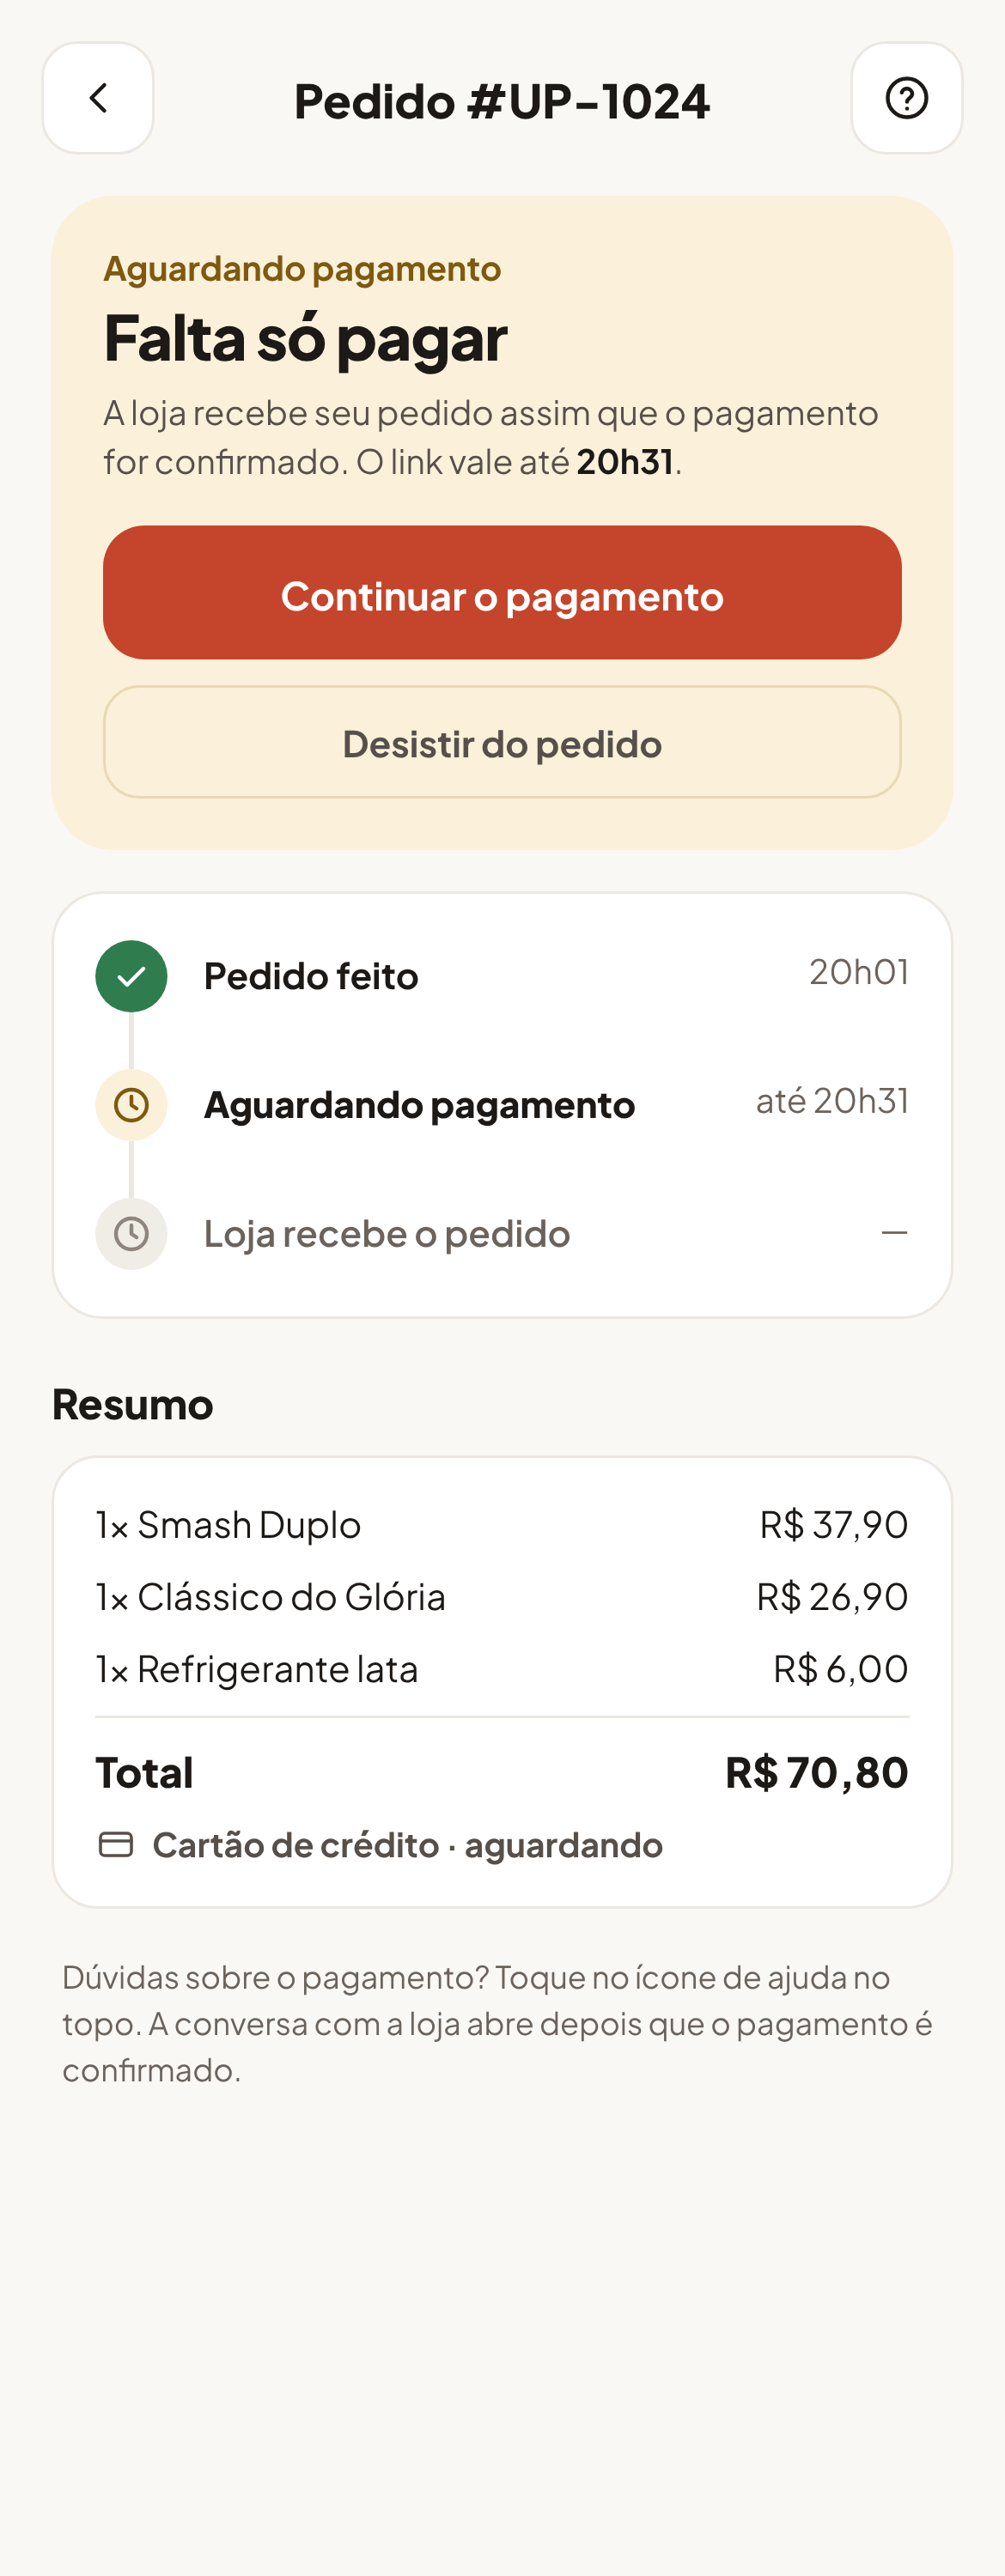 Pedido #UP-1024
Aguardando pagamento
Falta só pagar
A loja recebe seu pedido assim que o pagamento
for confirmado. O link vale até 20h31.
Continuar o pagamento
Desistir do pedido
Pedido feito 20h01
Aguardando pagamento até 20h31
Loja recebe o pedido —
Resumo
1× Smash Duplo R$ 37,90
1× Clássico do Glória R$ 26,90
1× Refrigerante lata R$ 6,00
Total R$ 70,80
Cartão de crédito · aguardando
Dúvidas sobre o pagamento? Toque no ícone de ajuda no
topo. A conversa com a loja abre depois que o pagamento é
confirmado.